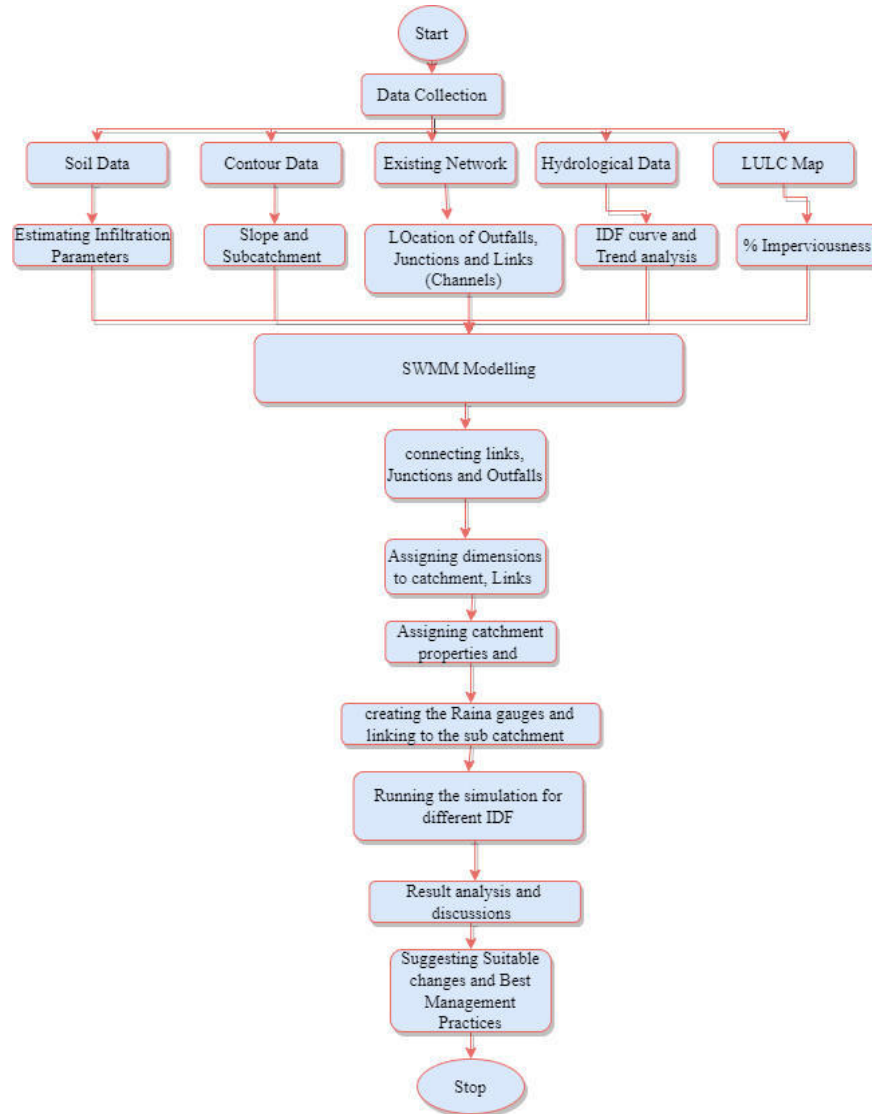 Start
Data Collection
Soil Data
Contour Data
Existing Network
Hydrological Data
LULC Map
Estimating Infiltration
Parameters
Slope and
Subcatchment
LOcation of Outfalls,
Junctions and Links
(Channels)
IDF curve and
Trend analysis
% Imperviousness
SWMM Modelling
connecting links,
Junctions and Outfalls
Assigning dimensions
to catchment, Links
Assigning catchment
properties and
creating the Raina gauges and
linking to the sub catchment
Running the simulation for
different IDF
Result analysis and
discussions
Suggesting Suitable
changes and Best
Management
Practices
Stop